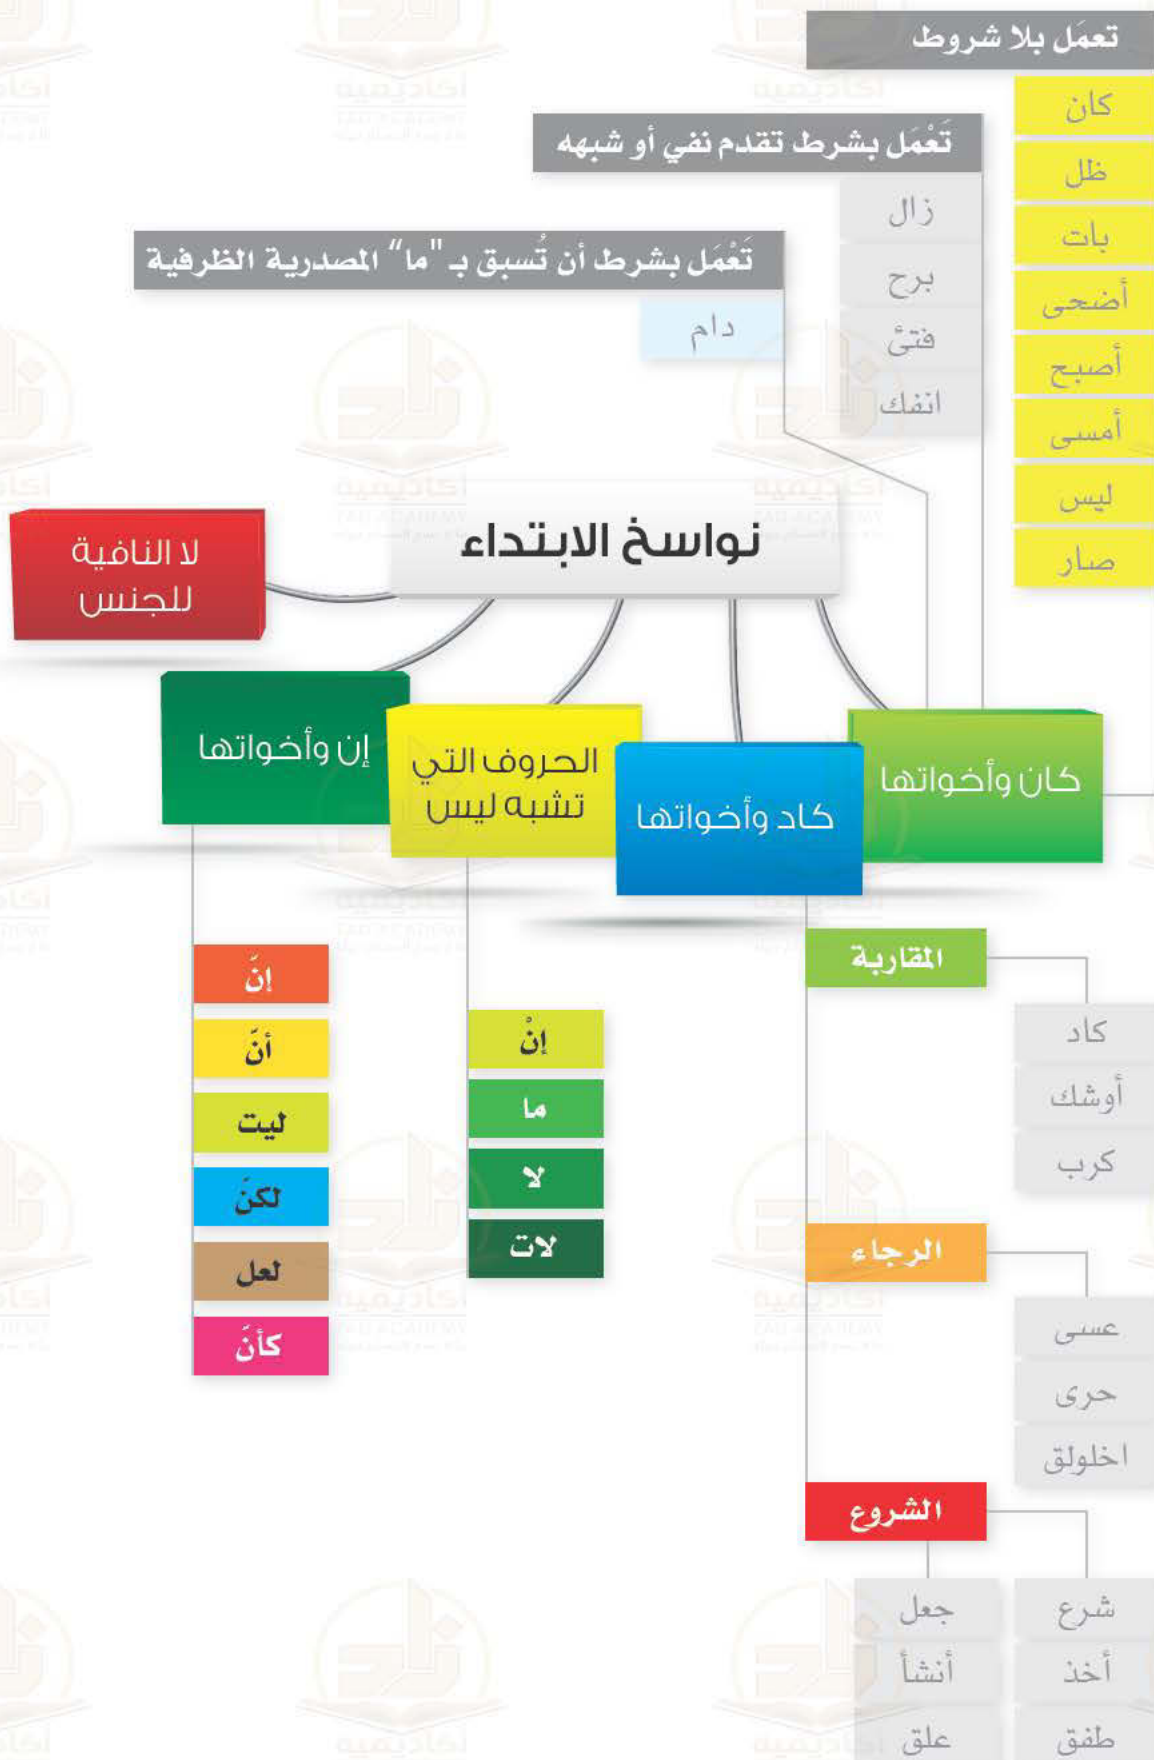 تعمَل بلا شروط
كان
ظل
بات
أضحى
أصبح
أمسى
ليس
صار
تَعْمَل بشرط تقدم نفي أو شبهه
زال
برح
فتئ
انفك
تَعْمَل بشرط أن تُسبق بـ "ما" المصدرية الظرفية
دام
نواسخ الابتداء
كان وأخواتها
كاد وأخواتها
الحروف التي
تشبه ليس
إن وأخواتها
لا النافية
للجنس
المقاربة
كاد
أوشك
كرب
الرجاء
عسى
حرى
اخلولق
الشروع
شرع
أخذ
طفق
جعل
أنشأ
علق
إنْ
ما
لا
لات
إنّ
أنّ
ليت
لكنّ
لعل
كأنّ
أكاديمية
ZAD ACADEMY